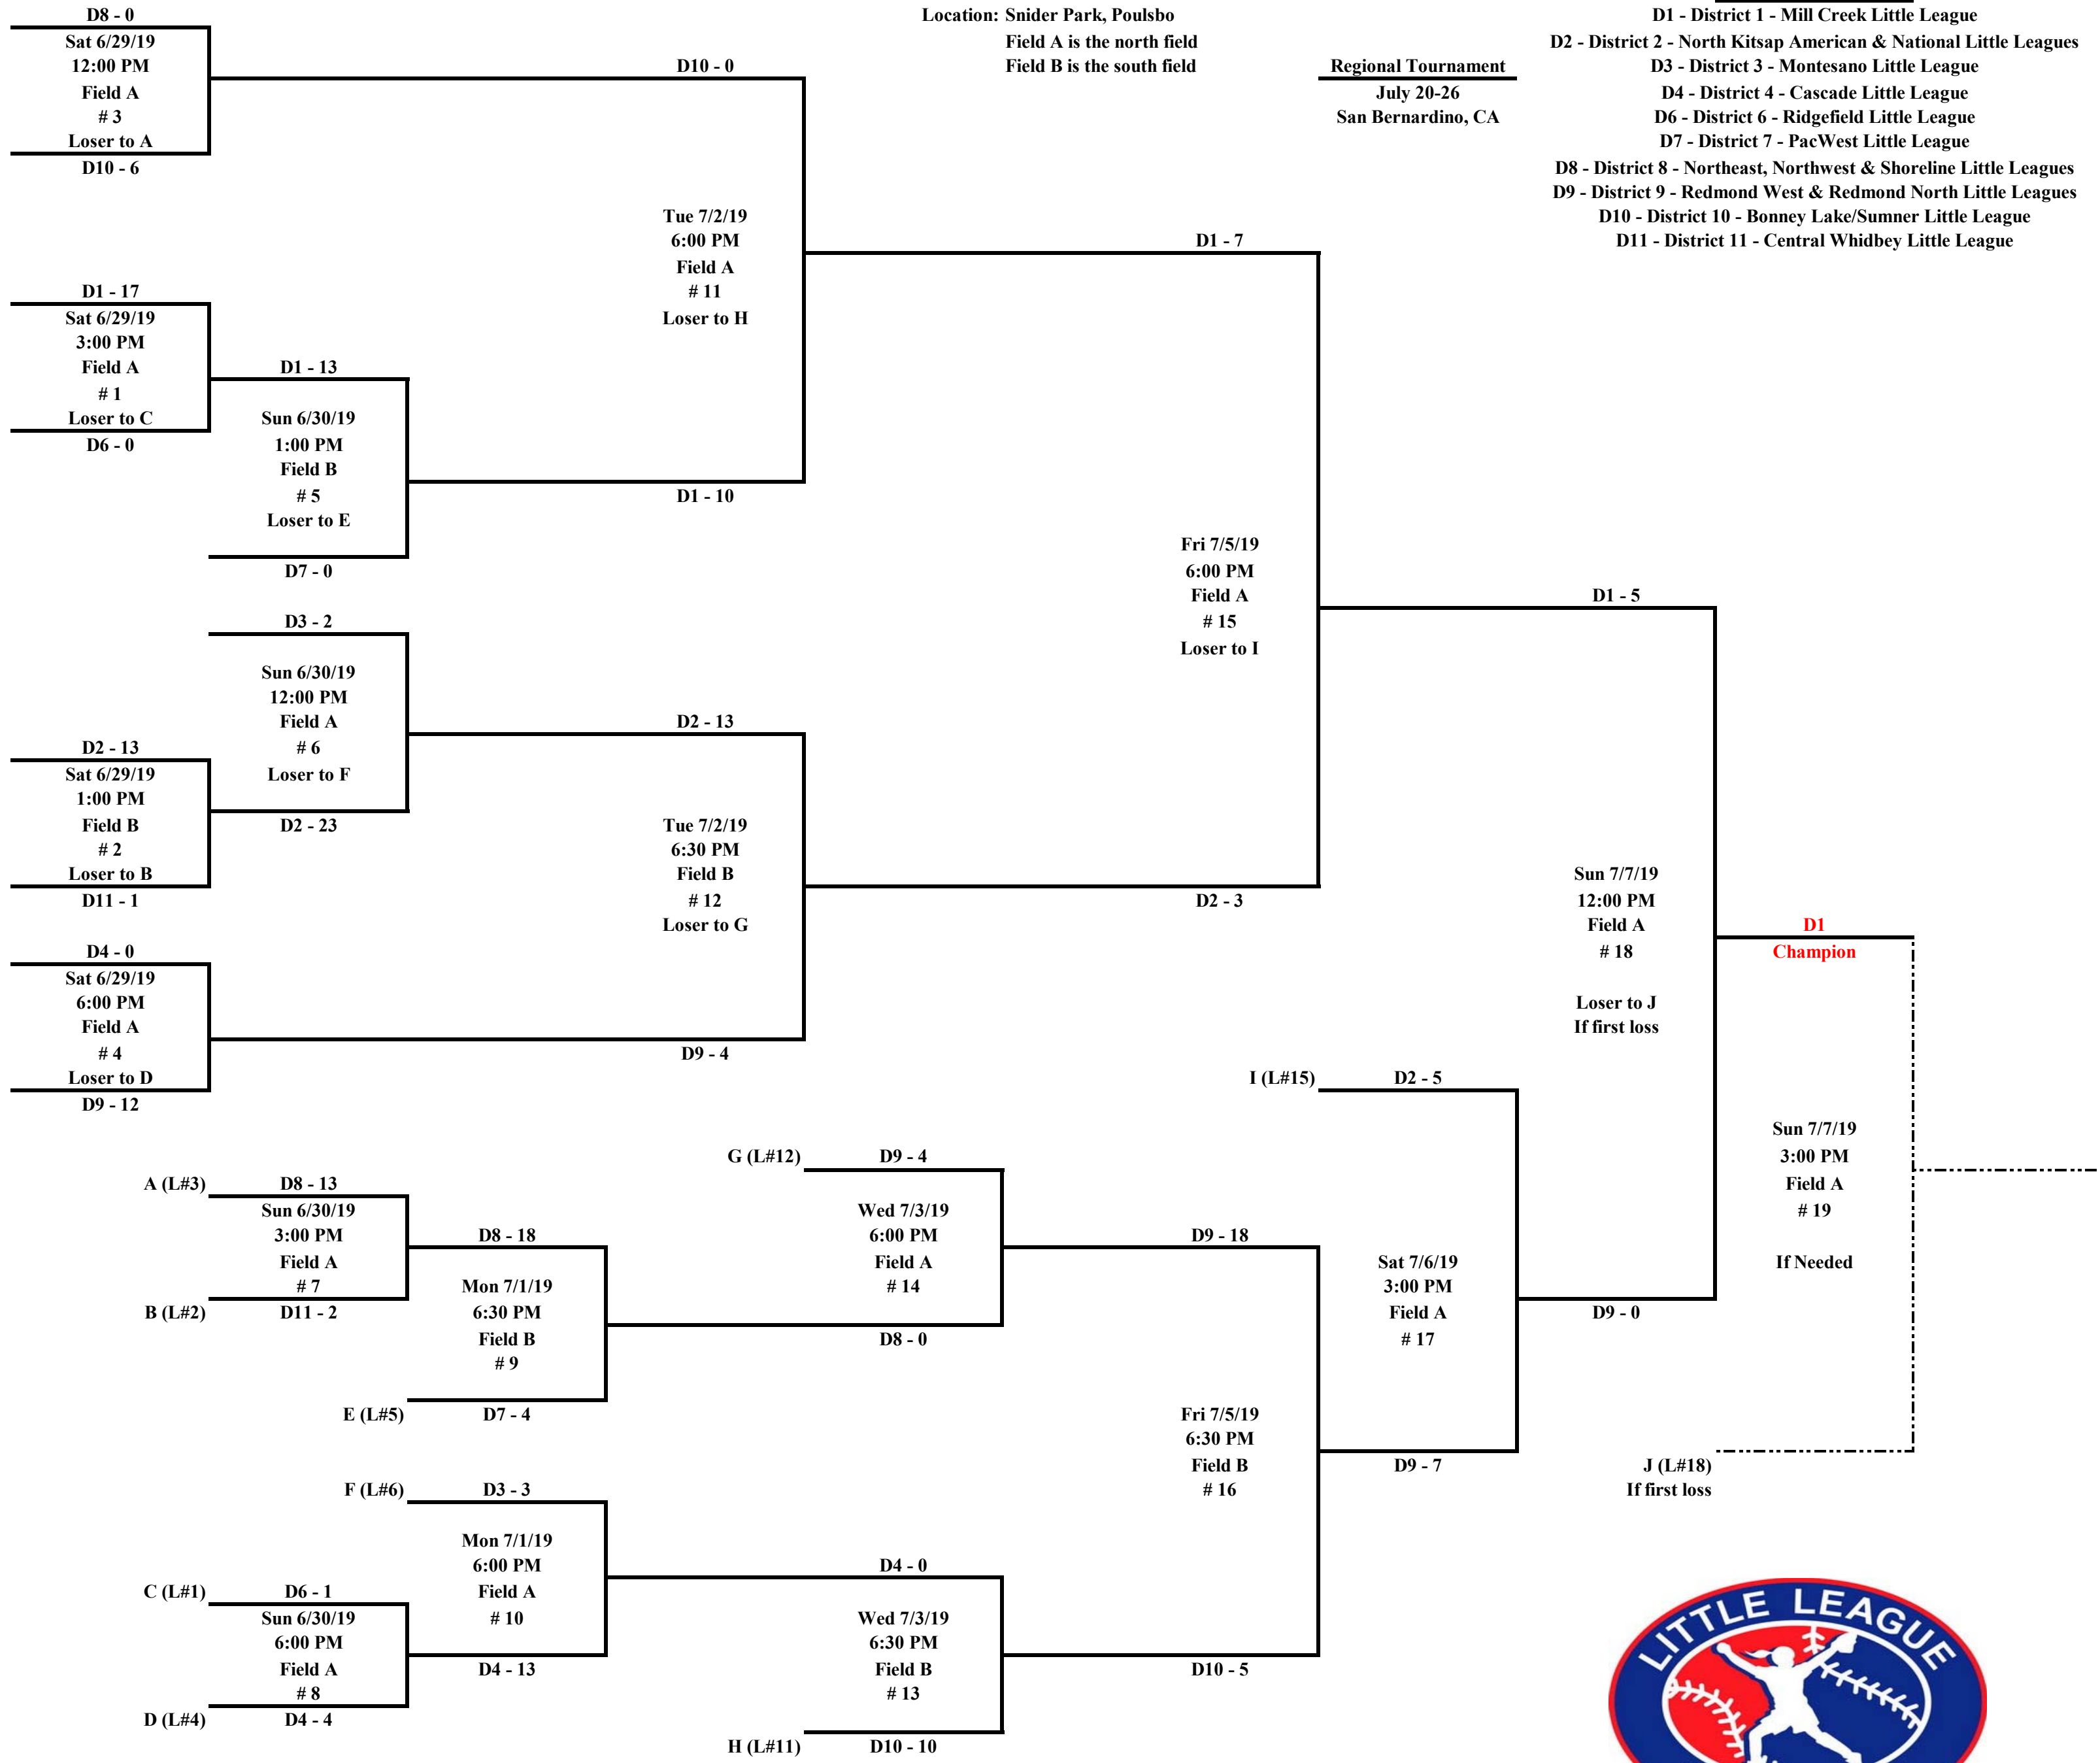 Location: Snider Park, Poulsbo
Field A is the north field
Field B is the south field
Regional Tournament
July 20-26
San Bernardino, CA
D1 - District 1 - Mill Creek Little League
D2 - District 2 - North Kitsap American & National Little Leagues
D3 - District 3 - Montesano Little League
D4 - District 4 - Cascade Little League
D6 - District 6 - Ridgefield Little League
D7 - District 7 - PacWest Little League
D8 - District 8 - Northeast, Northwest & Shoreline Little Leagues
D9 - District 9 - Redmond West & Redmond North Little Leagues
D10 - District 10 - Bonney Lake/Sumner Little League
D11 - District 11 - Central Whidbey Little League
D8 - 0
Sat 6/29/19
12:00 PM
Field A
# 3
Loser to A
D10 - 6
D1 - 17
Sat 6/29/19
3:00 PM
Field A
# 1
Loser to C
D6 - 0
D1 - 13
Sun 6/30/19
1:00 PM
Field B
# 5
Loser to E
D7 - 0
D10 - 0
Tue 7/2/19
6:00 PM
Field A
# 11
Loser to H
D1 - 10
D3 - 2
Sun 6/30/19
12:00 PM
Field A
# 6
Loser to F
D2 - 23
D2 - 13
Sat 6/29/19
1:00 PM
Field B
# 2
Loser to B
D11 - 1
D4 - 0
Sat 6/29/19
6:00 PM
Field A
# 4
Loser to D
D9 - 12
D2 - 13
Tue 7/2/19
6:30 PM
Field B
# 12
Loser to G
D9 - 4
D1 - 7
Fri 7/5/19
6:00 PM
Field A
# 15
Loser to I
D2 - 3
D1 - 5
Sun 7/7/19
12:00 PM
Field A
# 18
Loser to J
If first loss
D9 - 0
D1
Champion
Sun 7/7/19
3:00 PM
Field A
# 19
If Needed
J (L#18)
If first loss
A (L#3)
D8 - 13
Sun 6/30/19
3:00 PM
Field A
# 7
B (L#2)
D11 - 2
D8 - 18
Mon 7/1/19
6:30 PM
Field B
# 9
E (L#5)
D7 - 4
G (L#12)
D9 - 4
Wed 7/3/19
6:00 PM
Field A
# 14
D8 - 0
F (L#6)
D3 - 3
Mon 7/1/19
6:00 PM
Field A
# 10
D4 - 13
C (L#1)
D6 - 1
Sun 6/30/19
6:00 PM
Field A
# 8
D (L#4)
D4 - 4
D4 - 0
Wed 7/3/19
6:30 PM
Field B
# 13
H (L#11)
D10 - 10
D9 - 18
Fri 7/5/19
6:30 PM
Field B
# 16
D10 - 5
I (L#15)
D2 - 5
Sat 7/6/19
3:00 PM
Field A
# 17
D9 - 7
LITTLE LEAGUE